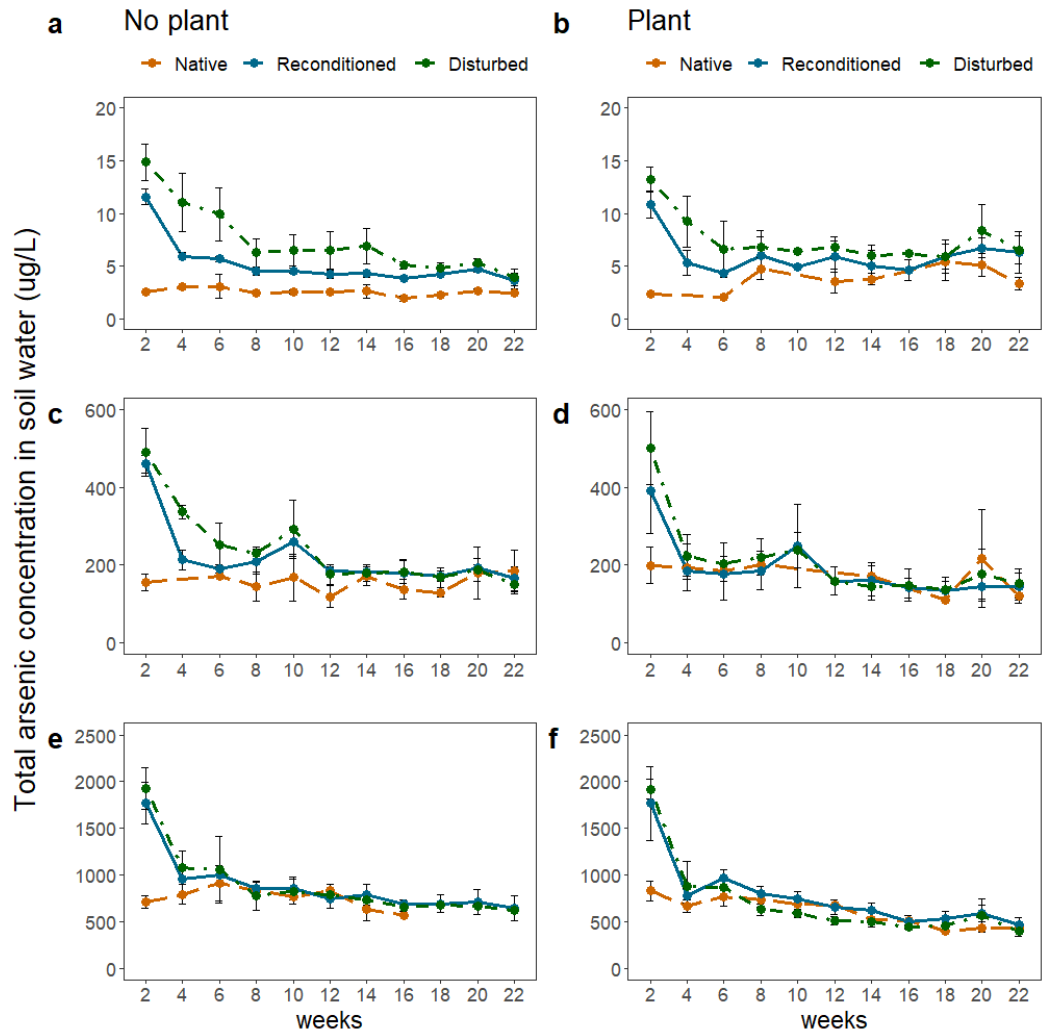 a No plant
Native Reconditioned Disturbed
b Plant
Native Reconditioned Disturbed
Total arsenic concentration in soil water (ug/L)
20
15
10
5
0
2 4 6 8 10 12 14 16 18 20 22
20
15
10
5
0
2 4 6 8 10 12 14 16 18 20 22
c
600
400
200
0
2 4 6 8 10 12 14 16 18 20 22
d
600
400
200
0
2 4 6 8 10 12 14 16 18 20 22
e
2500
2000
1500
1000
500
0
2 4 6 8 10 12 14 16 18 20 22
weeks
f
2500
2000
1500
1000
500
0
2 4 6 8 10 12 14 16 18 20 22
weeks